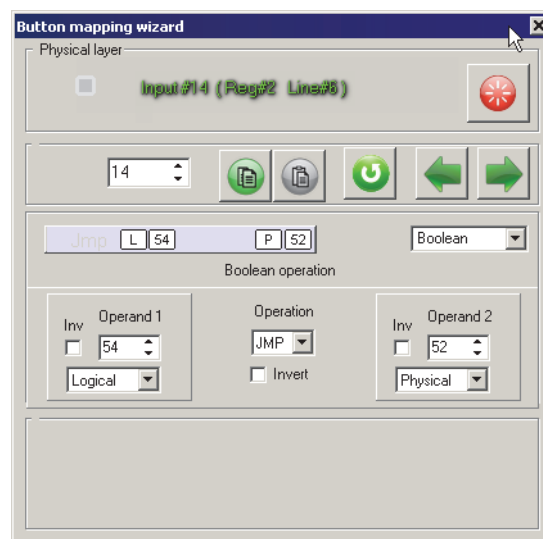 Button mapping wizard
Physical layer
Input#14 (Reg#2 Line#6)
14
Jmp L 54 P 52
Boolean
Boolean operation
Operand 1
Inv
54
Logical
Operation
JMP
Invert
Operand 2
Inv
52
Physical